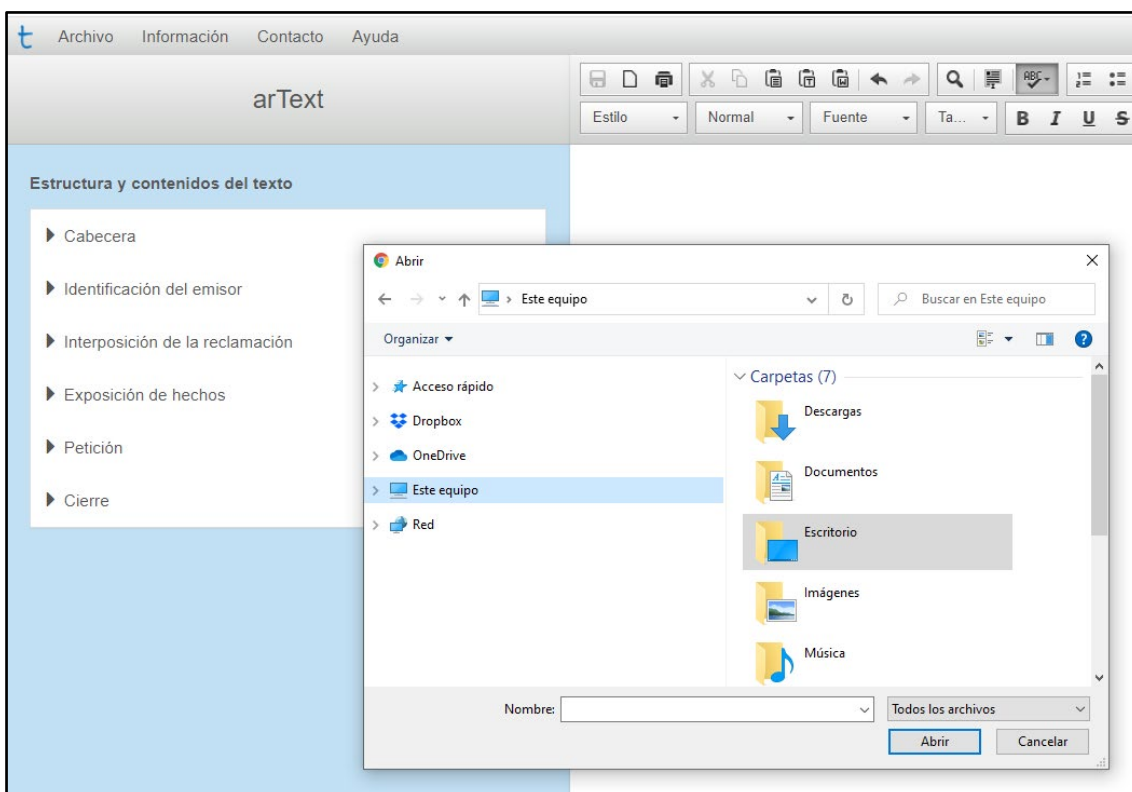 Archivo Información Contacto Ayuda
arText
Estilo Normal Fuente Ta... B I U S
Estructura y contenidos del texto
Cabecera
Identificación del emisor
Interposición de la reclamación
Exposición de hechos
Petición
Cierre
Abrir
Este equipo
Buscar en Este equipo
Organizar
Acceso rápido
Dropbox
OneDrive
Este equipo
Red
Carpetas (7)
Descargas
Documentos
Escritorio
Imágenes
Música
Nombre:
Todos los archivos
Abrir Cancelar